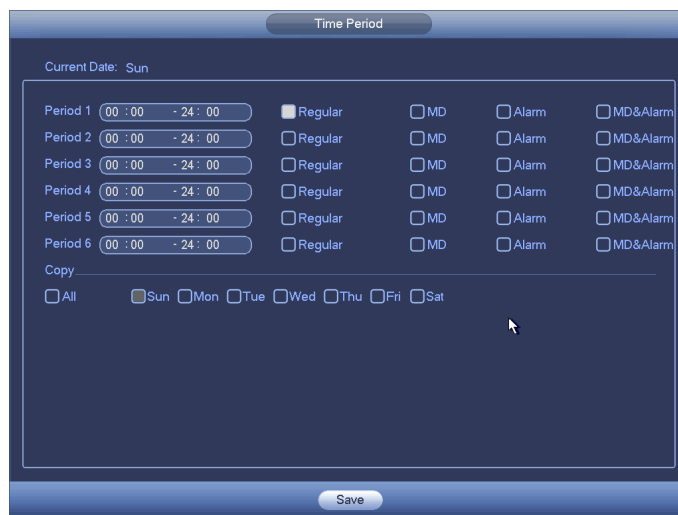 Time Period
Current Date: Sun
Period 1 00 : 00 - 24 : 00 Regular MD Alarm MD&Alarm
Period 2 00 : 00 - 24 : 00 Regular MD Alarm MD&Alarm
Period 3 00 : 00 - 24 : 00 Regular MD Alarm MD&Alarm
Period 4 00 : 00 - 24 : 00 Regular MD Alarm MD&Alarm
Period 5 00 : 00 - 24 : 00 Regular MD Alarm MD&Alarm
Period 6 00 : 00 - 24 : 00 Regular MD Alarm MD&Alarm
Copy
All Sun Mon Tue Wed Thu Fri Sat
Save